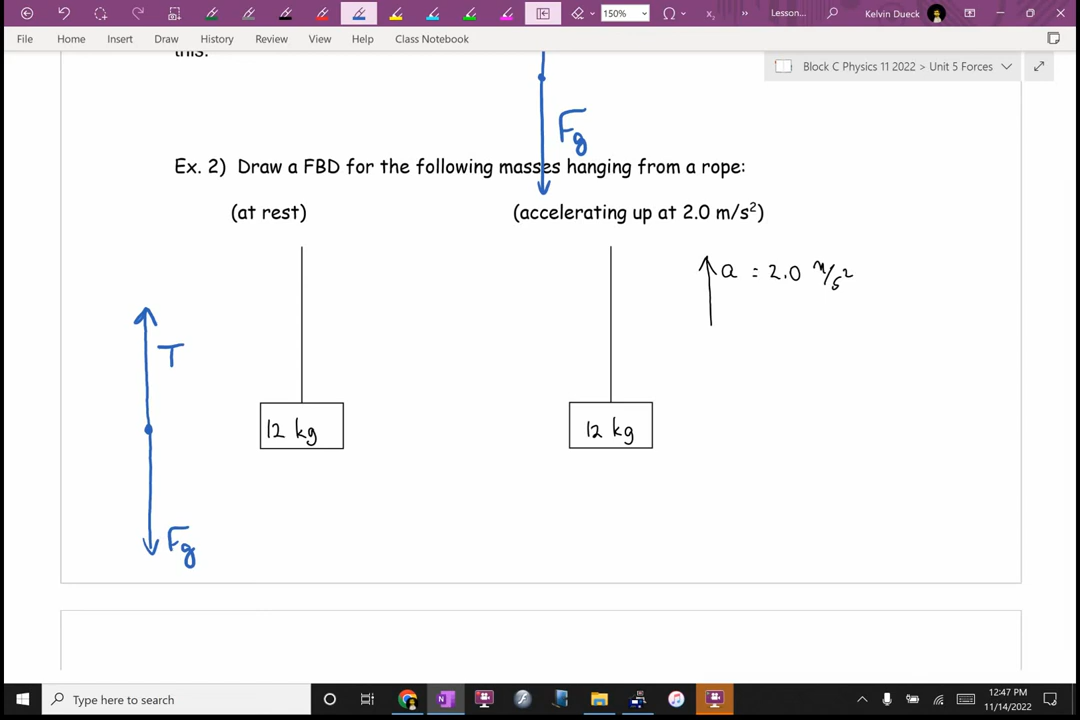 150%
Lesson...
Kelvin Dueck
File Home Insert Draw History Review View Help Class Notebook
this.
Block C Physics 11 2022 > Unit 5 Forces
Fg
Ex. 2) Draw a FBD for the following masses hanging from a rope:
(at rest)
(accelerating up at 2.0 m/s²)
a = 2.0 m/s²
T
12 kg
12 kg
Fg
Type here to search
12:47 PM
11/14/2022